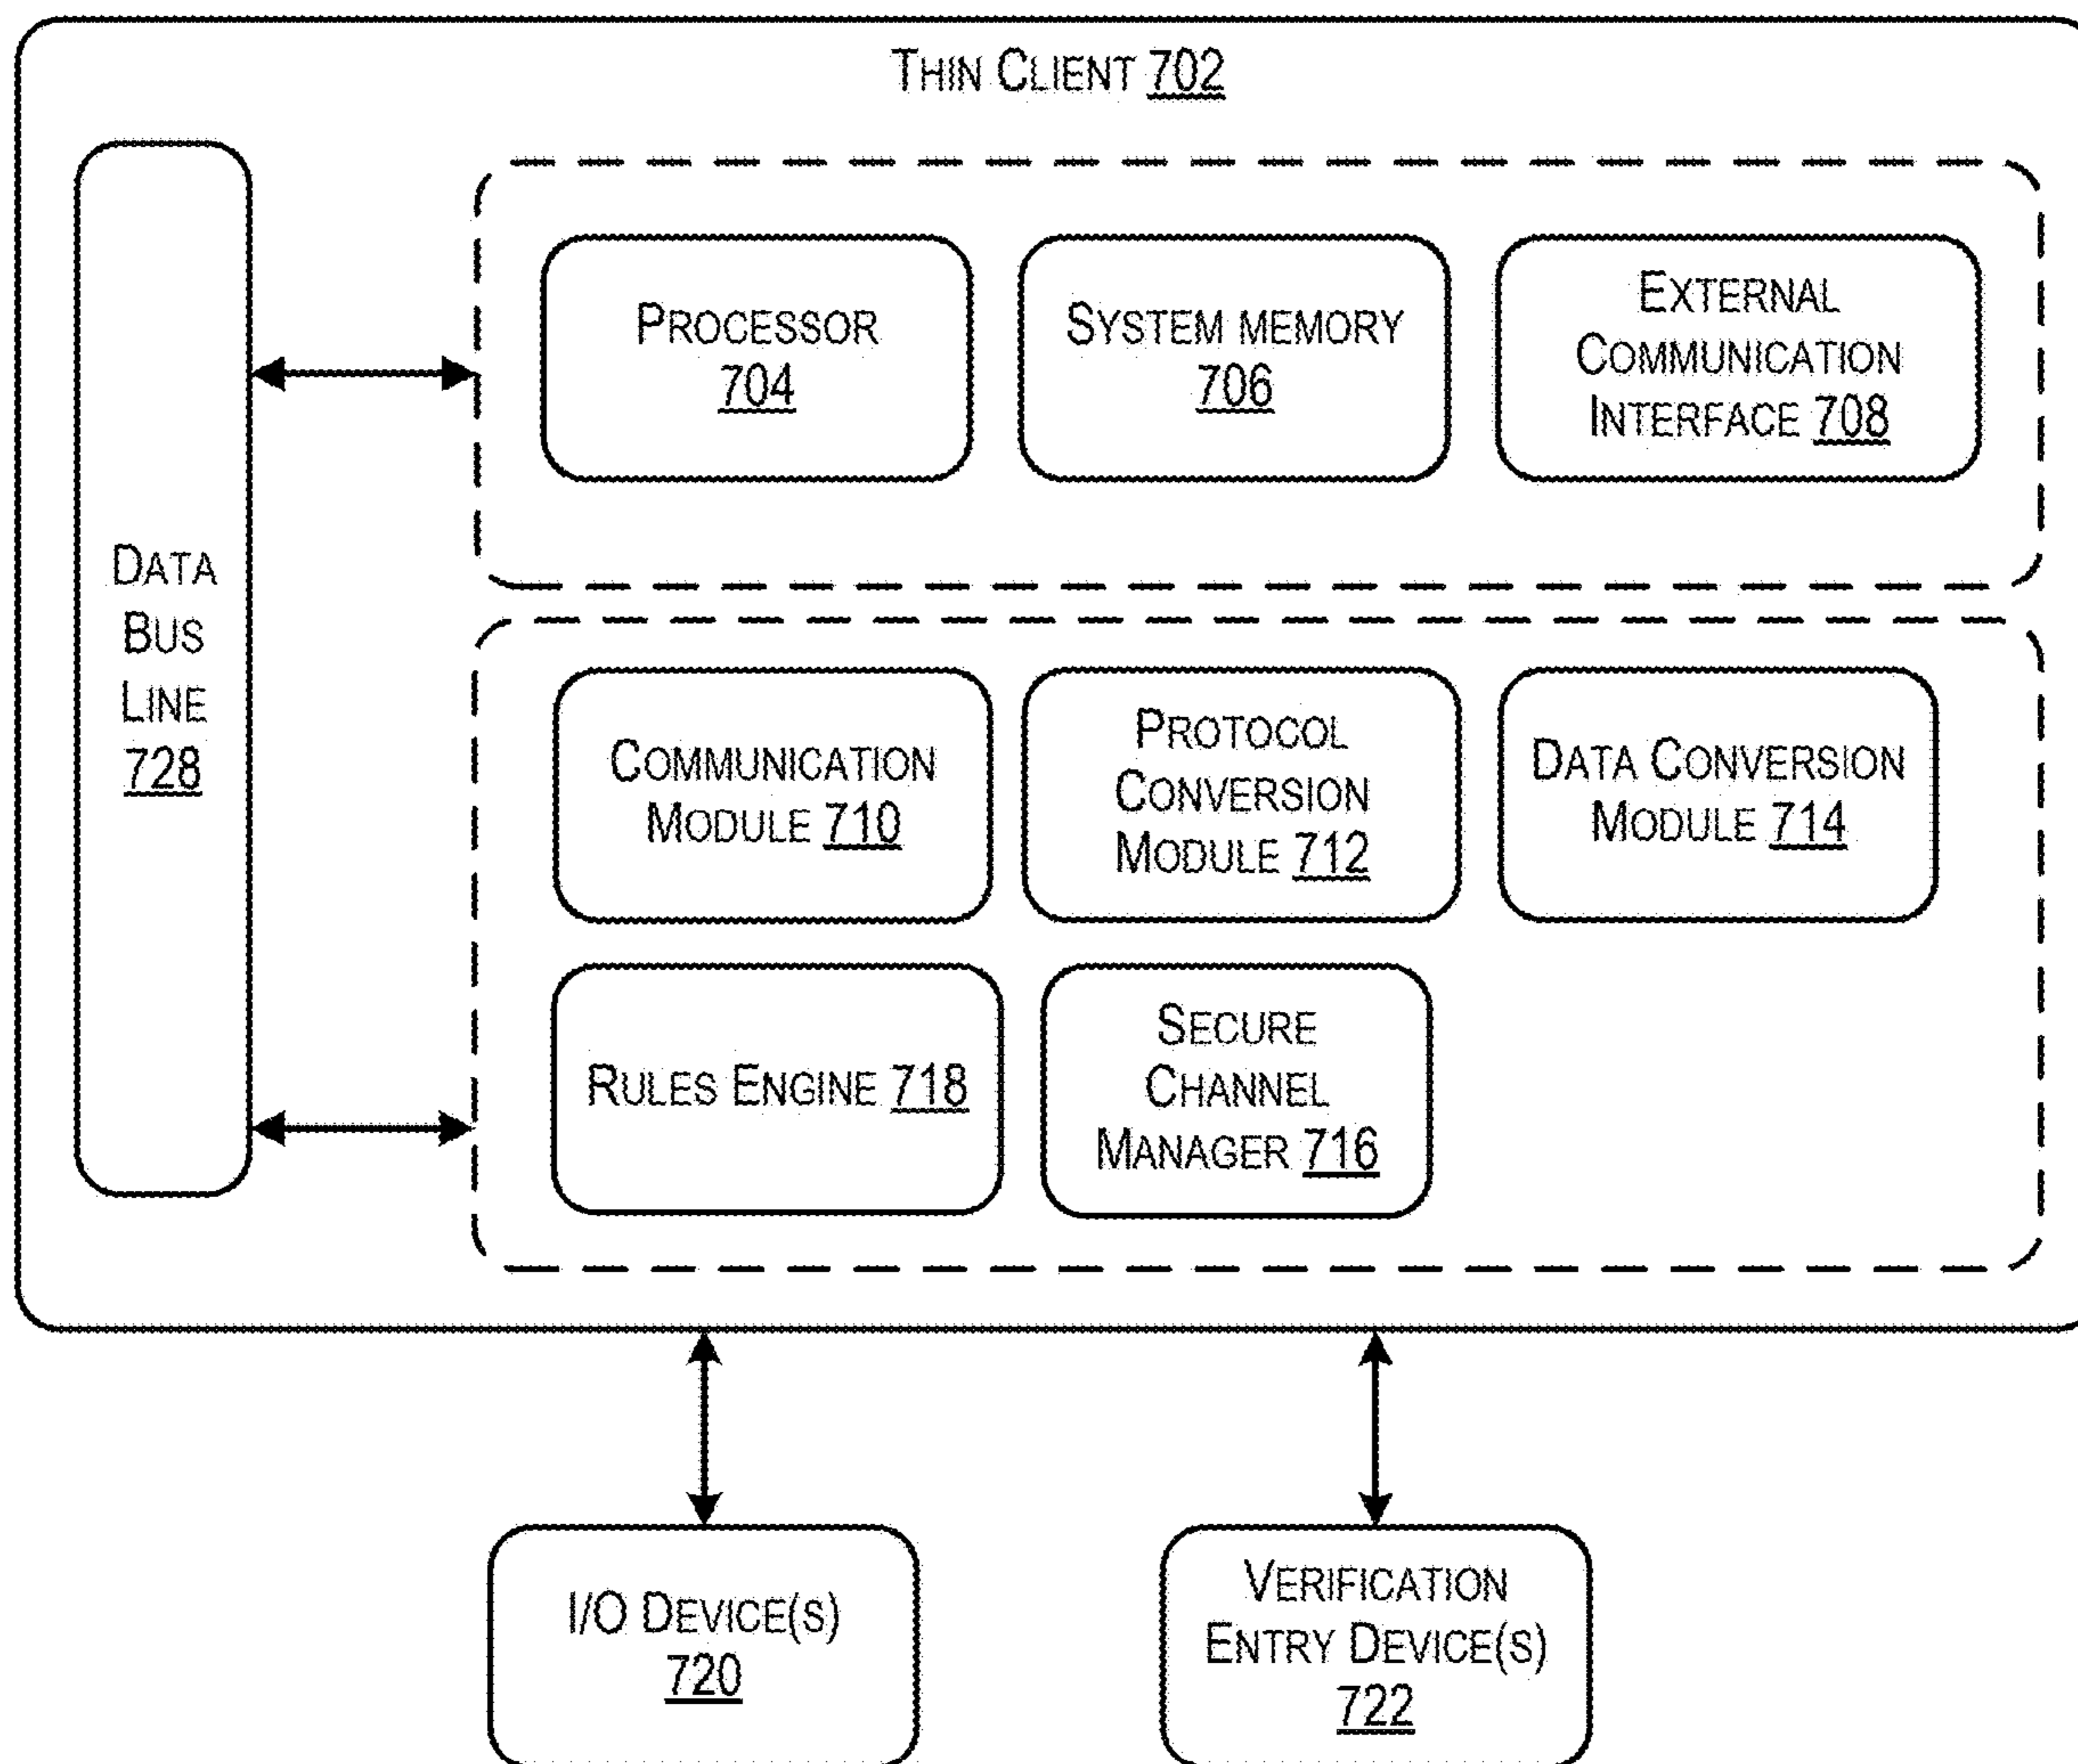 THIN CLIENT 702
DATA
BUS
LINE
728
PROCESSOR
704
SYSTEM MEMORY
706
EXTERNAL
COMMUNICATION
INTERFACE 708
COMMUNICATION
MODULE 710
PROTOCOL
CONVERSION
MODULE 712
DATA CONVERSION
MODULE 714
RULES ENGINE 718
SECURE
CHANNEL
MANAGER 716
I/O DEVICE(S)
720
VERIFICATION
ENTRY DEVICE(S)
722